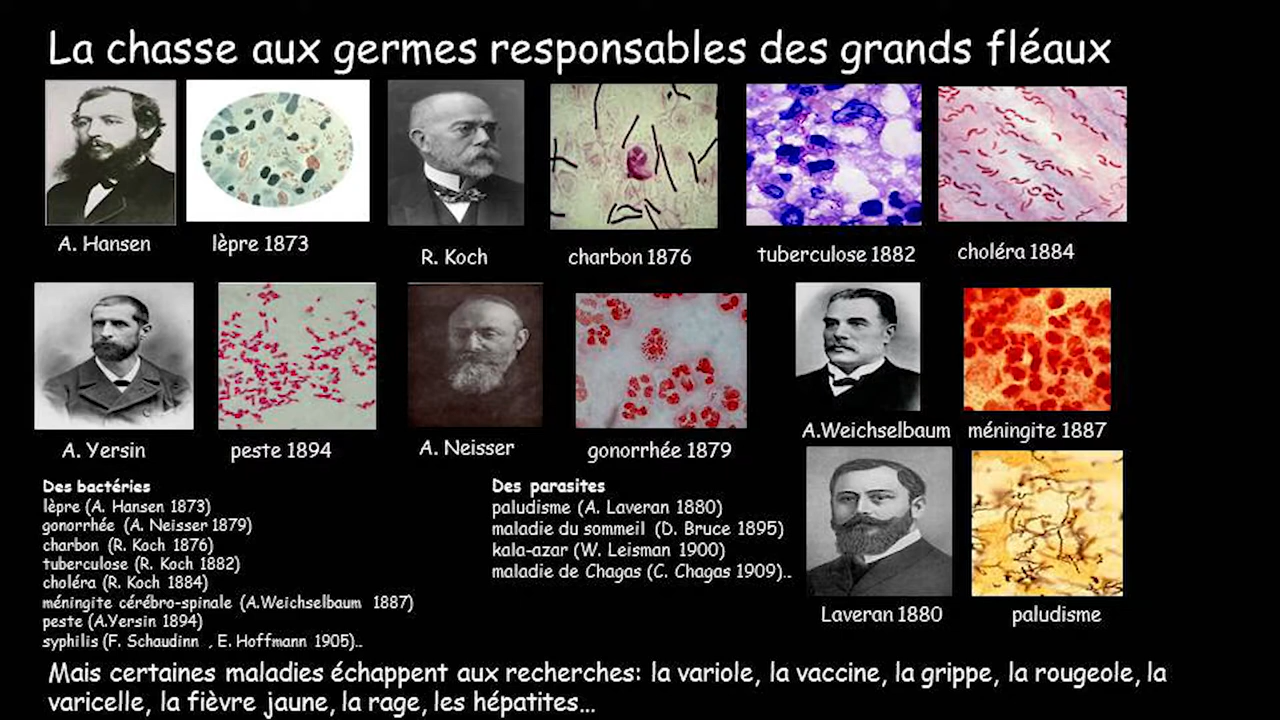 La chasse aux germes responsables des grands fléaux
A. Hansen
lèpre 1873
R. Koch
charbon 1876
tuberculose 1882
choléra 1884
A. Yersin
peste 1894
A. Neisser
gonorrhée 1879
A.Weichselbaum
méningite 1887
Des bactéries
lèpre (A. Hansen 1873)
gonorrhée (A. Neisser 1879)
charbon (R. Koch 1876)
tuberculose (R. Koch 1882)
choléra (R. Koch 1884)
méningite cérébro-spinale (A.Weichselbaum 1887)
peste (A.Yersin 1894)
syphilis (F. Schaudinn , E. Hoffmann 1905)..
Des parasites
paludisme (A. Laveran 1880)
maladie du sommeil (D. Bruce 1895)
kala-azar (W. Leisman 1900)
maladie de Chagas (C. Chagas 1909)..
Laveran 1880
paludisme
Mais certaines maladies échappent aux recherches: la variole, la vaccine, la grippe, la rougeole, la
varicelle, la fièvre jaune, la rage, les hépatites...